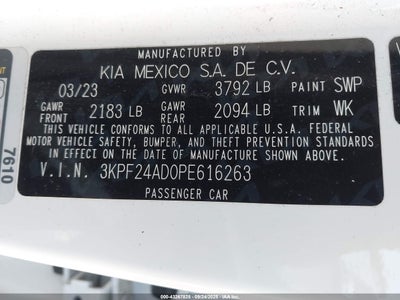 MANUFACTURED BY
KIA MEXICO S.A. DE C.V.
03/23 GVWR 3792 LB PAINT SWP
GAWR FRONT 2183 LB GAWR REAR 2094 LB TRIM WK
THIS VEHICLE CONFORMS TO ALL APPLICABLE U.S.A. FEDERAL
MOTOR VEHICLE SAFETY, BUMPER, AND THEFT PREVENTION STANDARDS
IN EFFECT ON THE DATE OF MANUFACTURE SHOWN ABOVE.
V.I.N. 3KPF24AD0PE616263
PASSENGER CAR
7610